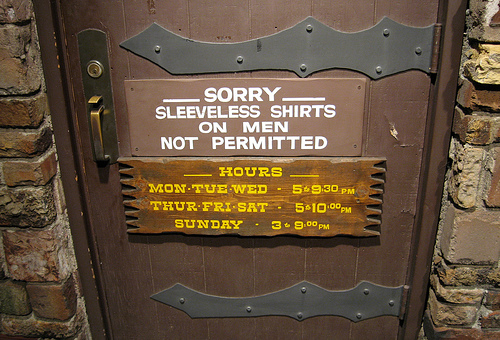 SORRY
SLEEVELESS SHIRTS
ON MEN
NOT PERMITTED
HOURS
MON·TUE·WED - 5 to 9:30 PM
THUR·FRI·SAT - 5 to 10:00 PM
SUNDAY - 3 to 9:00 PM